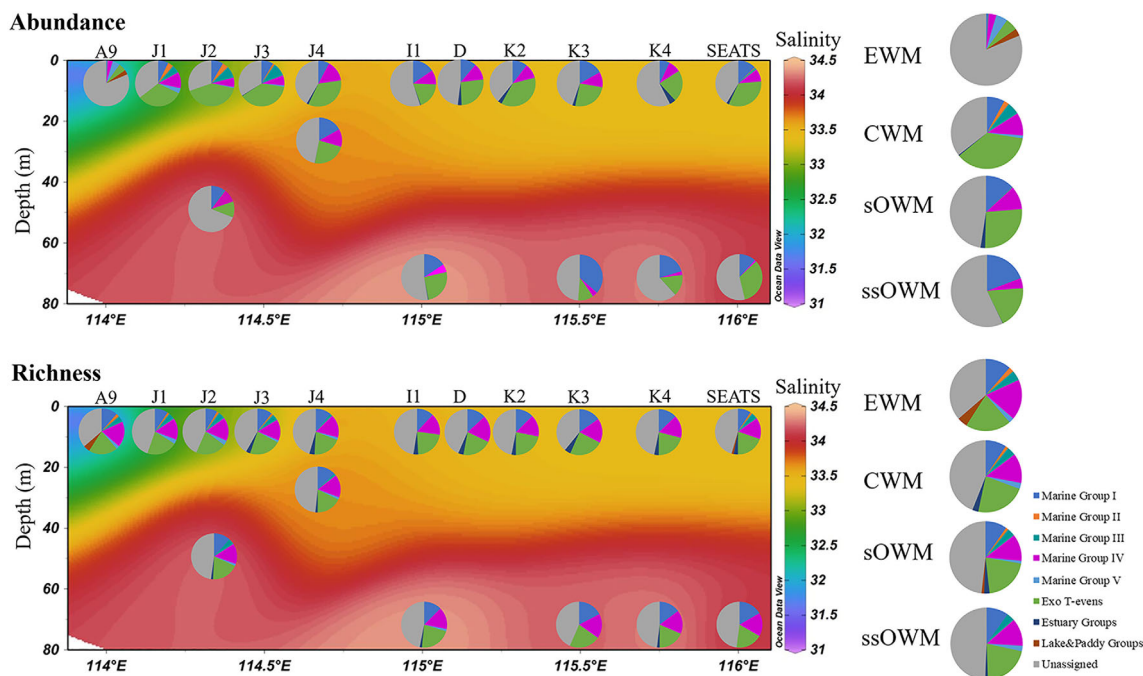 Abundance
A9 J1 J2 J3 J4 I1 D K2 K3 K4 SEATS
Salinity
0
20
40
60
80
Depth (m)
114°E 114.5°E 115°E 115.5°E 116°E
34.5
34
33.5
33
32.5
32
31.5
31
Ocean Data View
EWM
CWM
sOWM
ssOWM
Richness
A9 J1 J2 J3 J4 I1 D K2 K3 K4 SEATS
Salinity
0
20
40
60
80
Depth (m)
114°E 114.5°E 115°E 115.5°E 116°E
34.5
34
33.5
33
32.5
32
31.5
31
Ocean Data View
EWM
CWM
sOWM
ssOWM
Marine Group I
Marine Group II
Marine Group III
Marine Group IV
Marine Group V
Exo T-evens
Estuary Groups
Lake&Paddy Groups
Unassigned